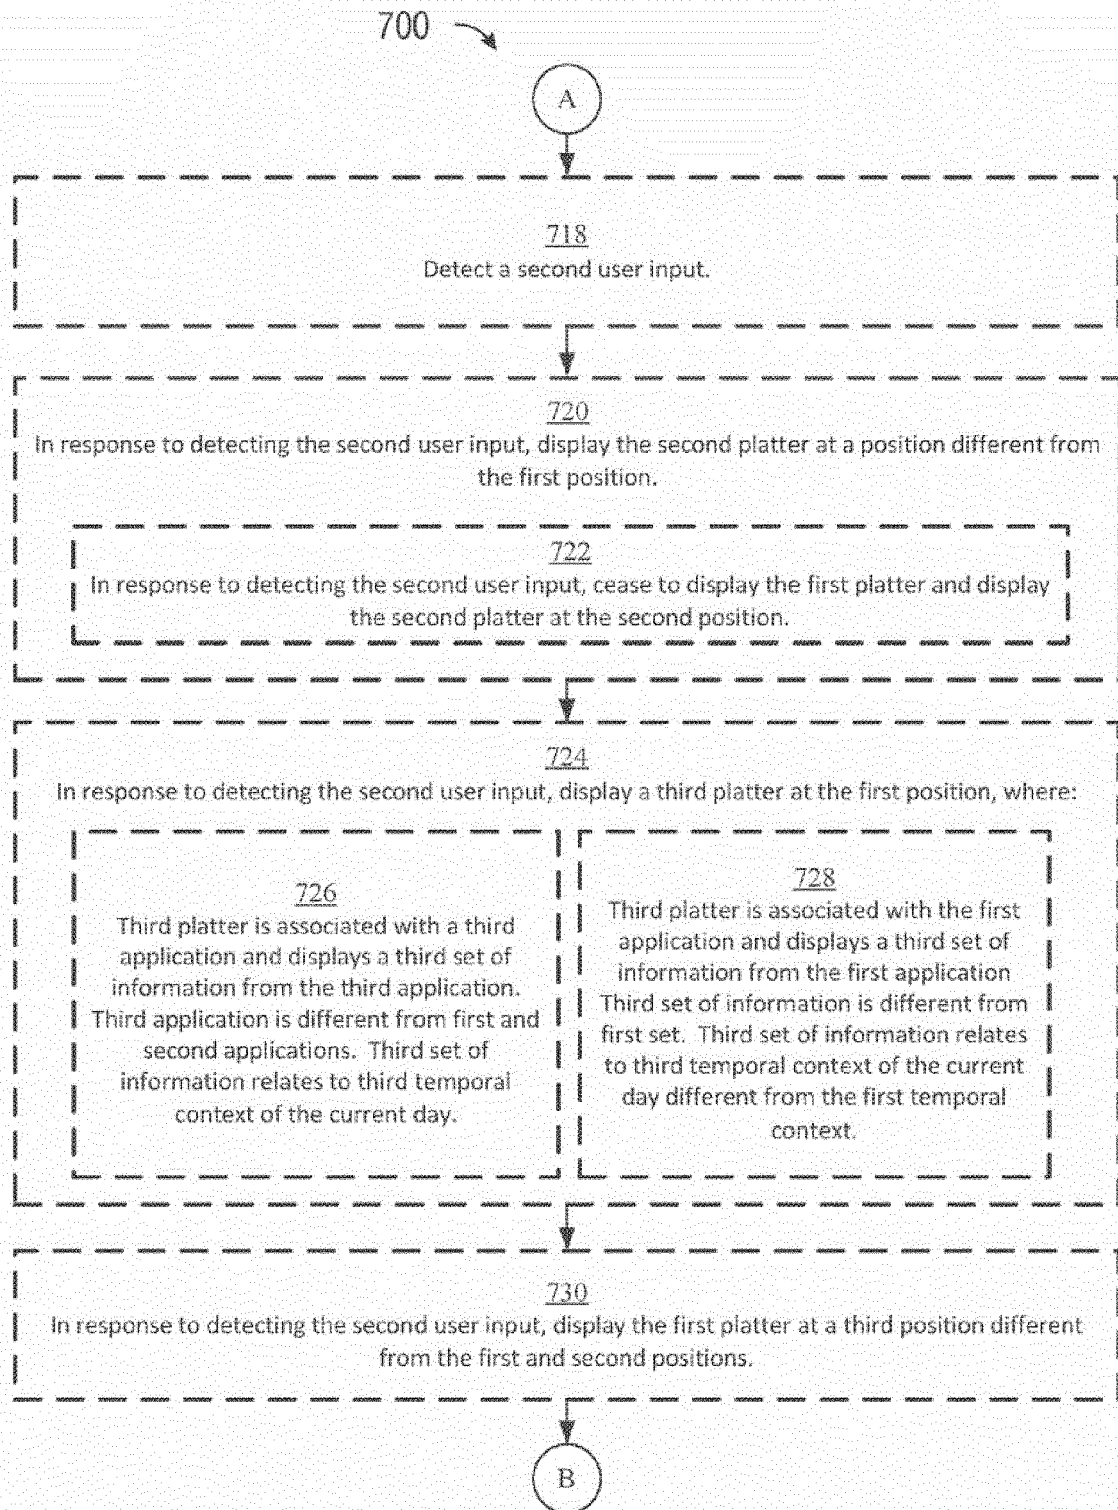 700
A
718
Detect a second user input.
720
In response to detecting the second user input, display the second platter at a position different from
the first position.
722
In response to detecting the second user input, cease to display the first platter and display
the second platter at the second position.
724
In response to detecting the second user input, display a third platter at the first position, where:
726
Third platter is associated with a third
application and displays a third set of
information from the third application.
Third application is different from first and
second applications. Third set of
information relates to third temporal
context of the current day.
728
Third platter is associated with the first
application and displays a third set of
information from the first application
Third set of information is different from
first set. Third set of information relates
to third temporal context of the current
day different from the first temporal
context.
730
In response to detecting the second user input, display the first platter at a third position different
from the first and second positions.
B